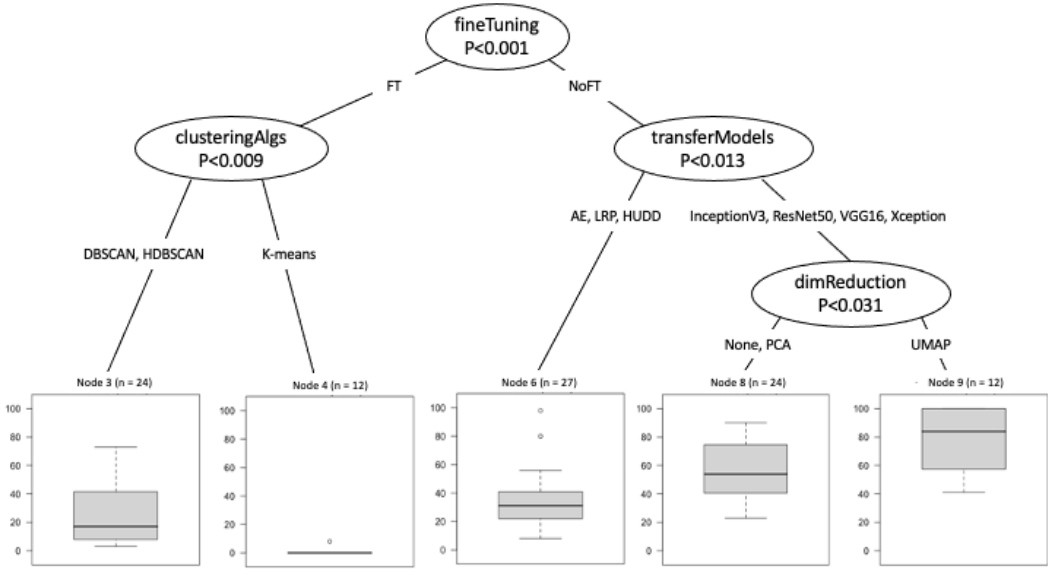 fineTuning
P<0.001
FT
NoFT
clusteringAlgs
P<0.009
transferModels
P<0.013
DBSCAN, HDBSCAN
K-means
AE, LRP, HUDD
InceptionV3, ResNet50, VGG16, Xception
dimReduction
P<0.031
None, PCA
UMAP
Node 3 (n = 24)
Node 4 (n = 12)
Node 6 (n = 27)
Node 8 (n = 24)
Node 9 (n = 12)
100
80
60
40
20
0
100
80
60
40
20
0
100
80
60
40
20
0
100
80
60
40
20
0
100
80
60
40
20
0